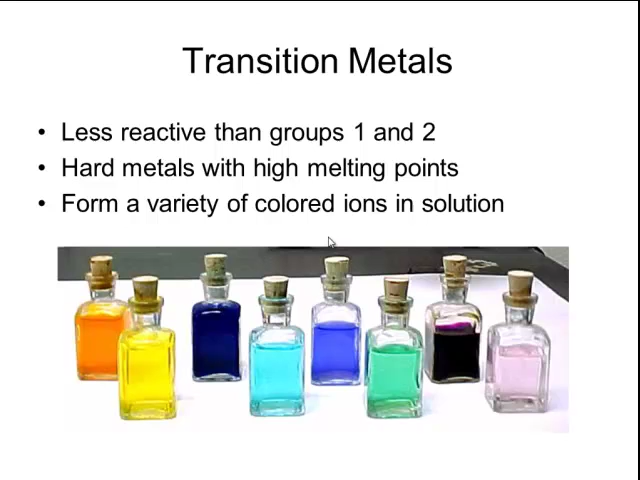 Transition Metals
• Less reactive than groups 1 and 2
• Hard metals with high melting points
• Form a variety of colored ions in solution